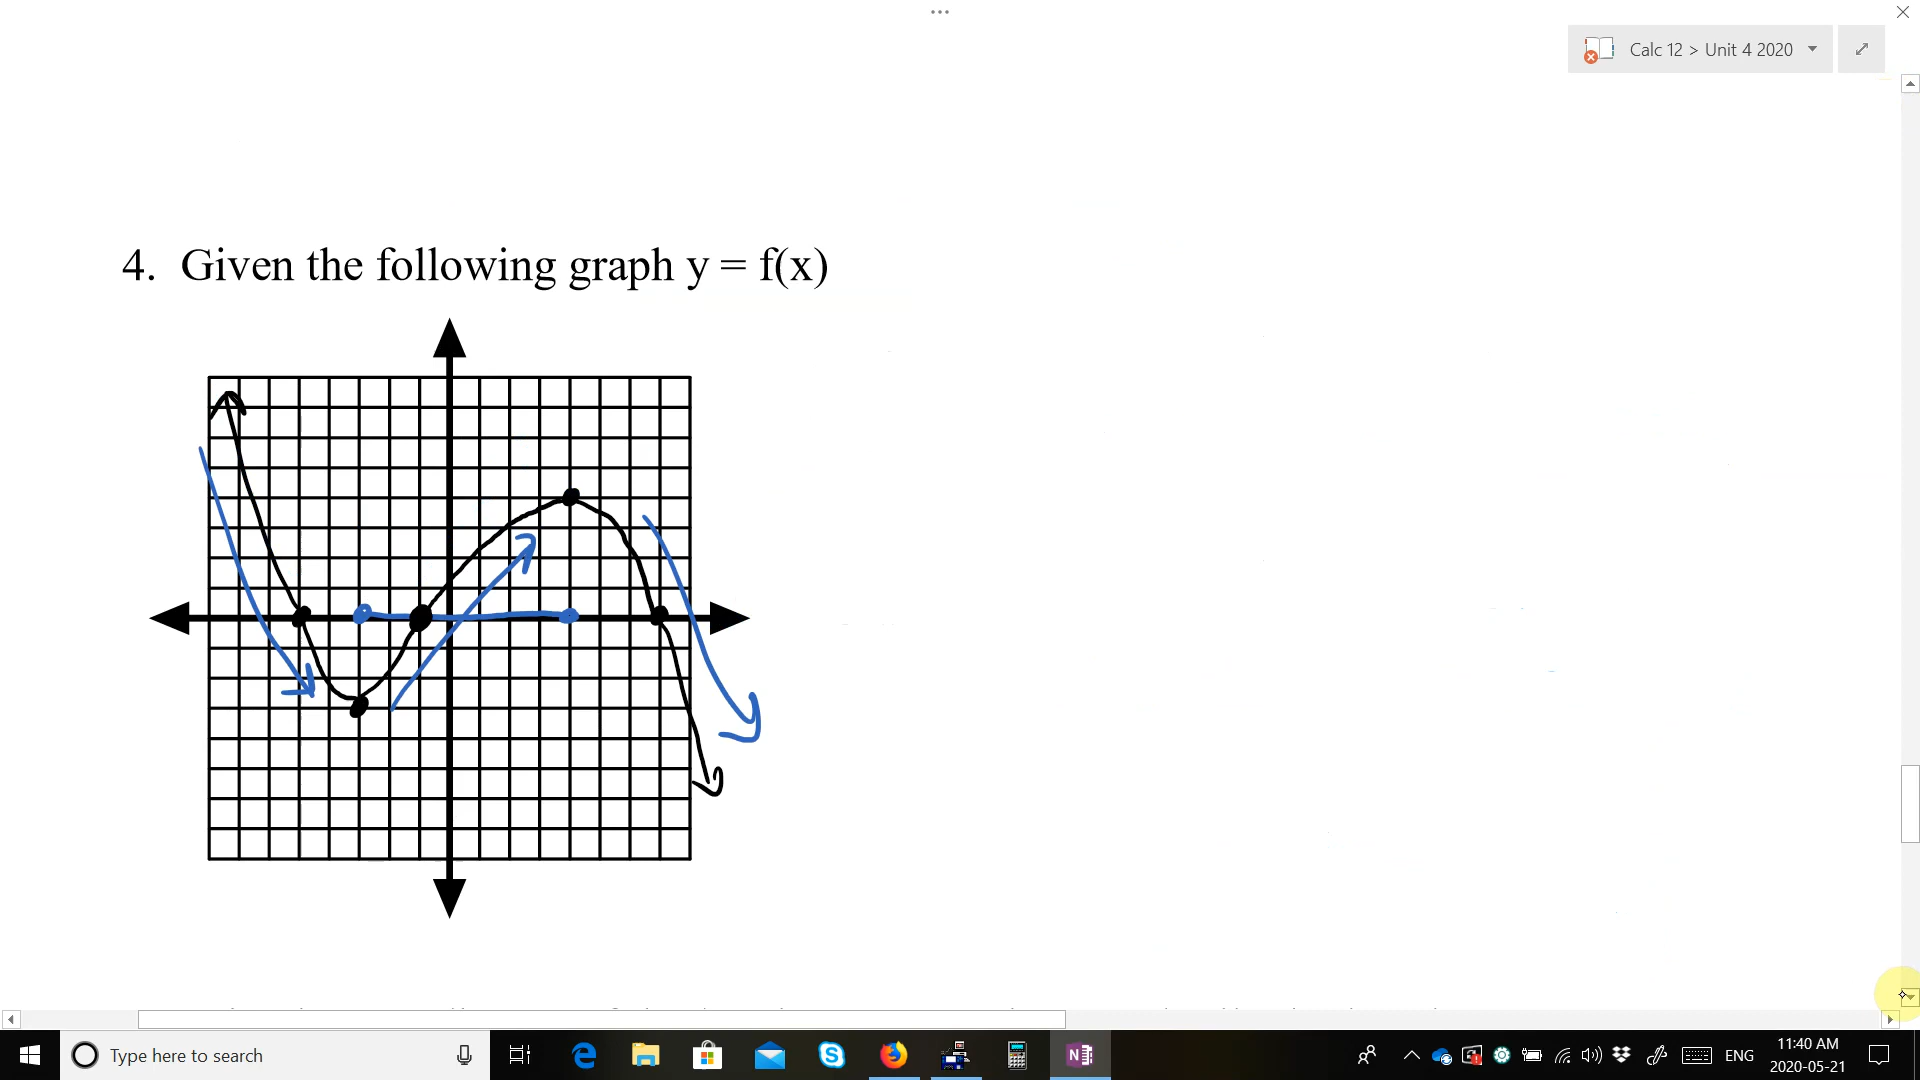 Calc 12 > Unit 4 2020
4. Given the following graph y = f(x)
Type here to search
ENG
11:40 AM
2020-05-21